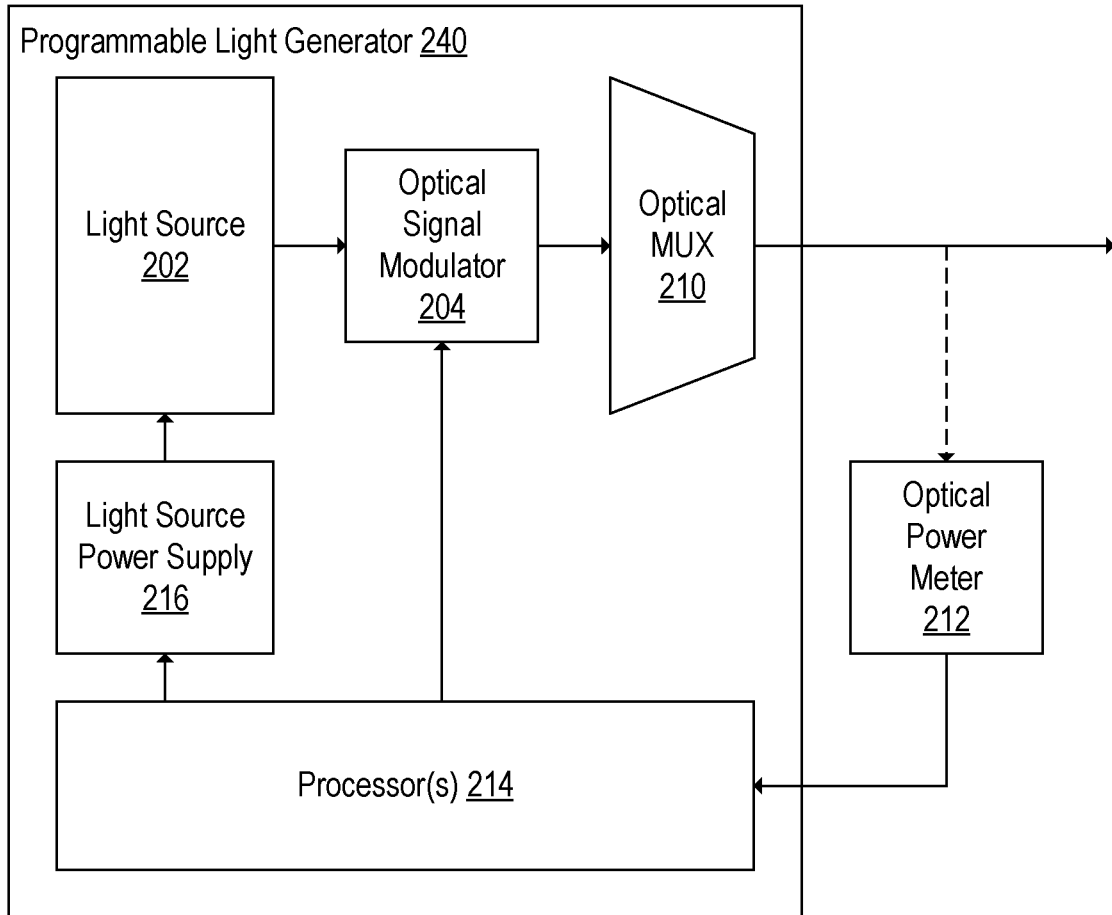 Programmable Light Generator 240
Light Source
202
Optical
Signal
Modulator
204
Optical
MUX
210
Light Source
Power Supply
216
Optical
Power
Meter
212
Processor(s) 214